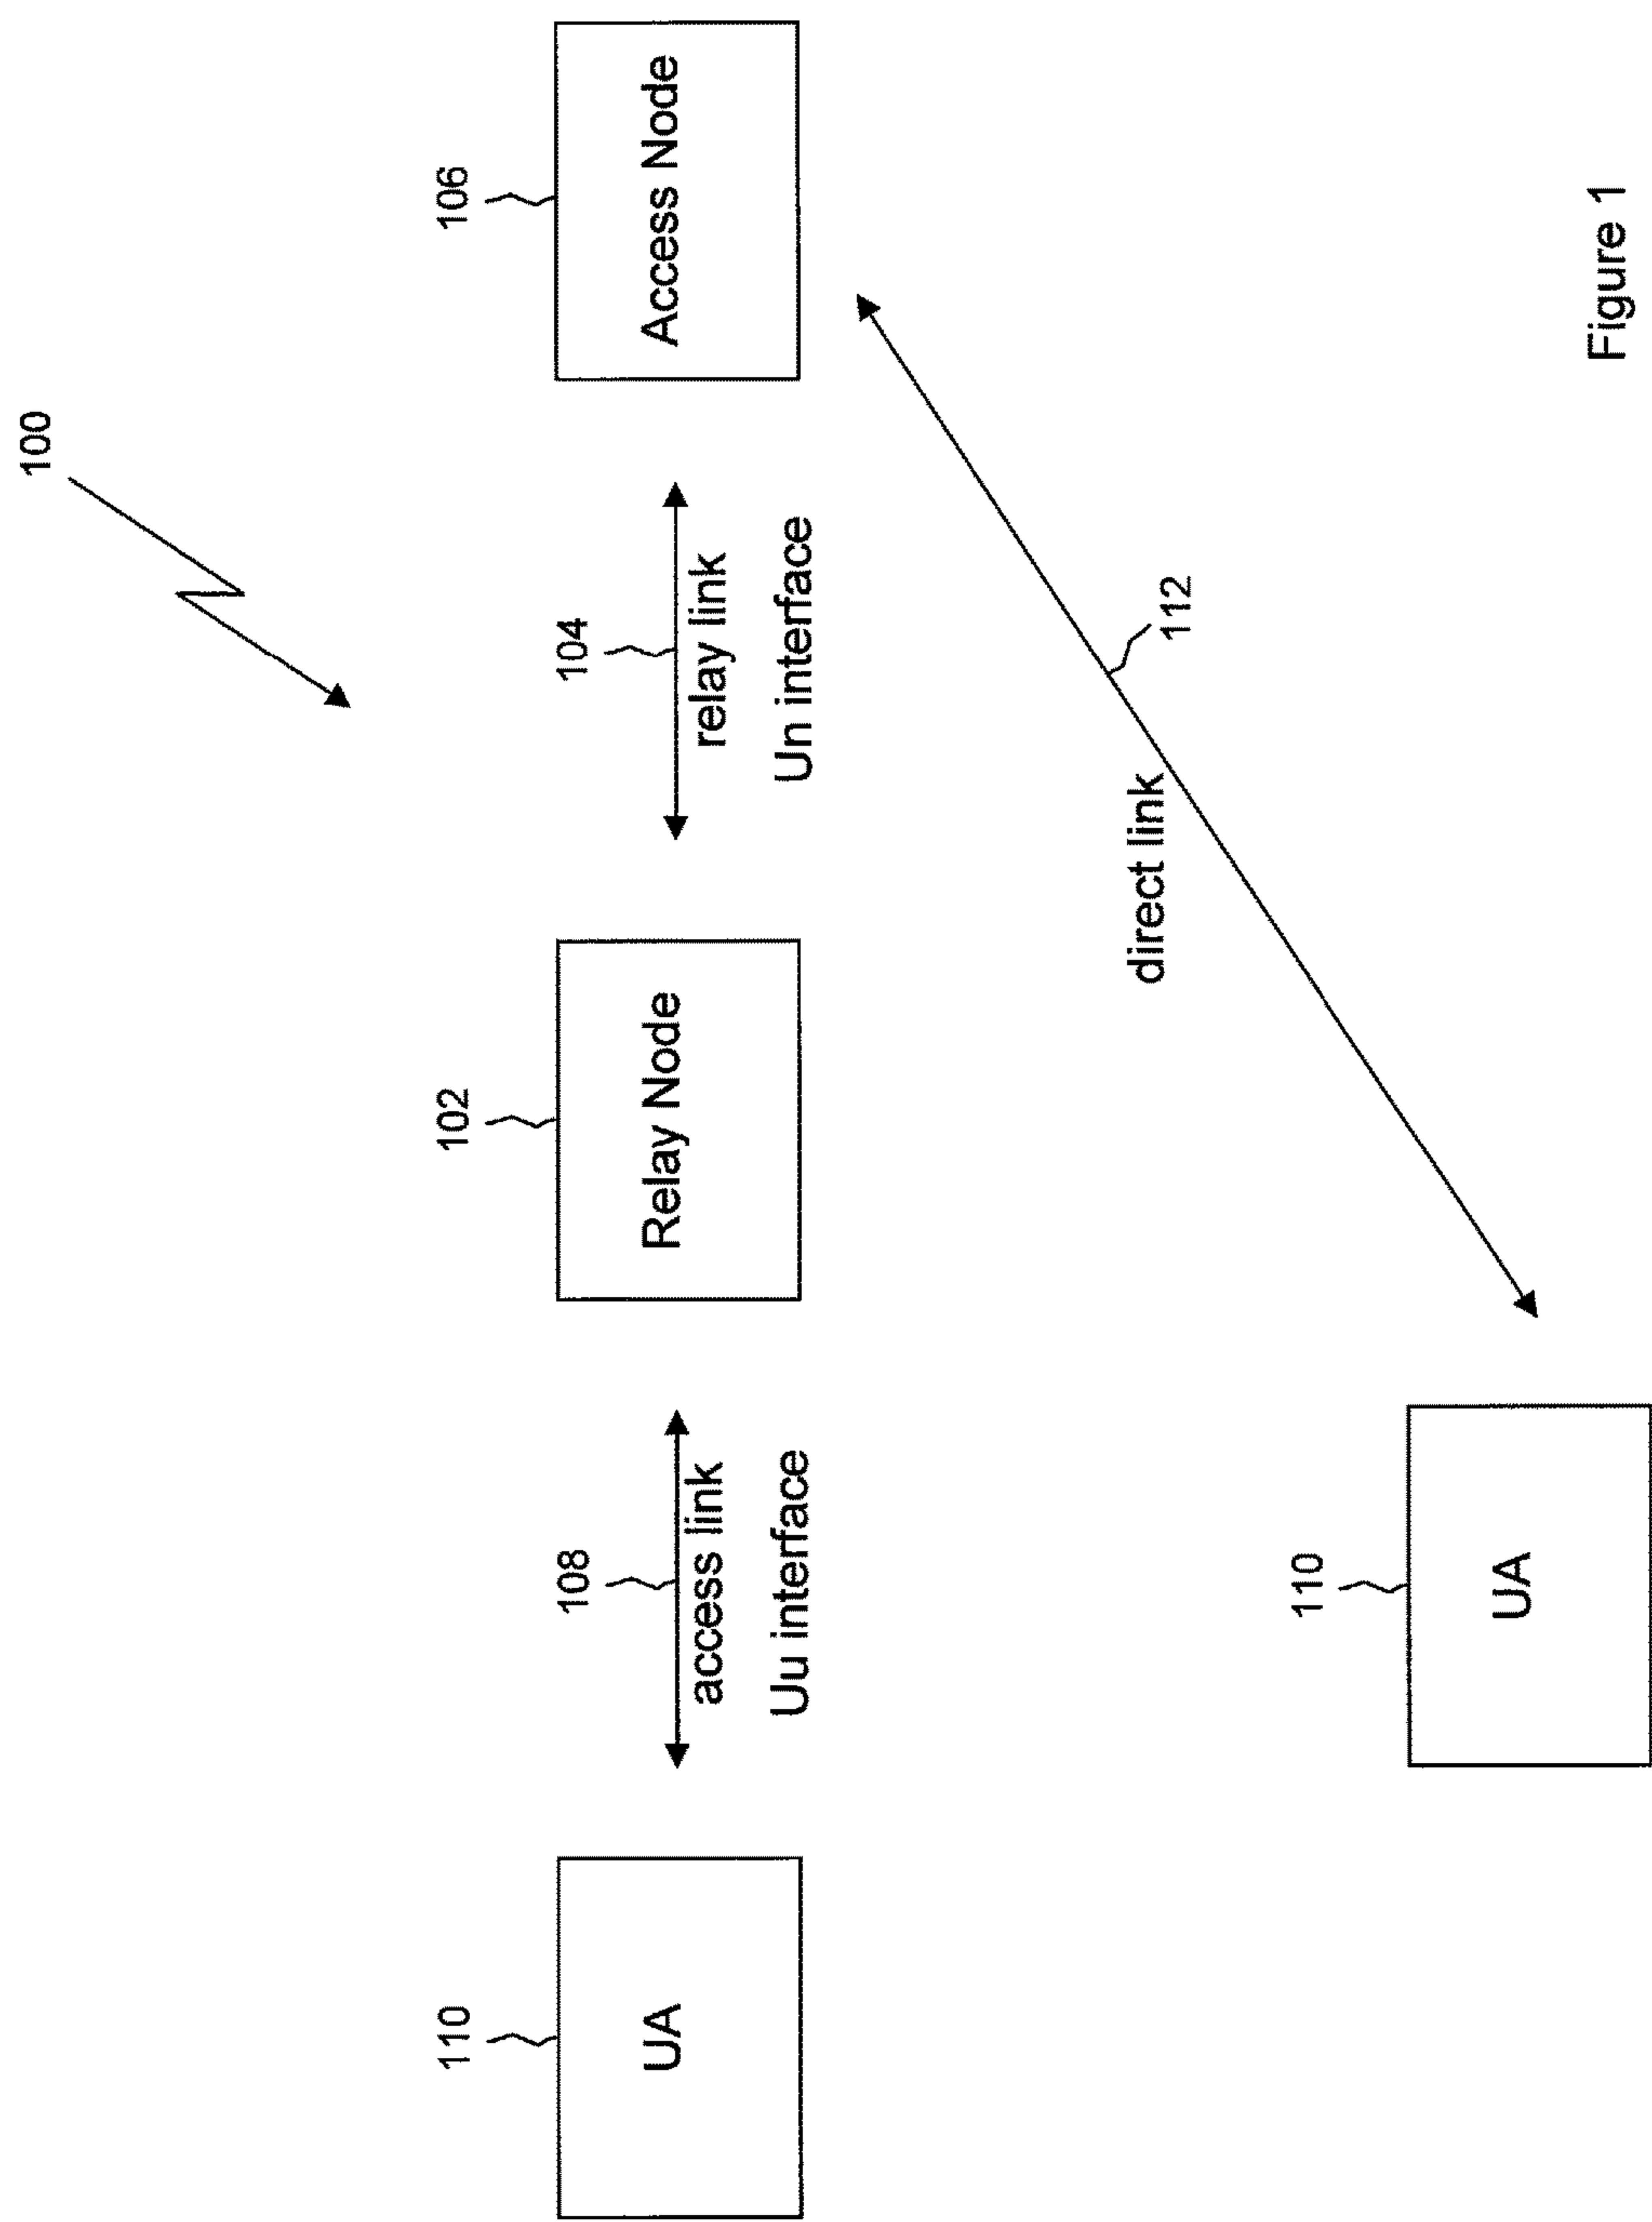 100
110
102
106
UA
Relay Node
Access Node
108
104
access link
relay link
Uu interface
Un interface
direct link
112
110
UA
Figure 1